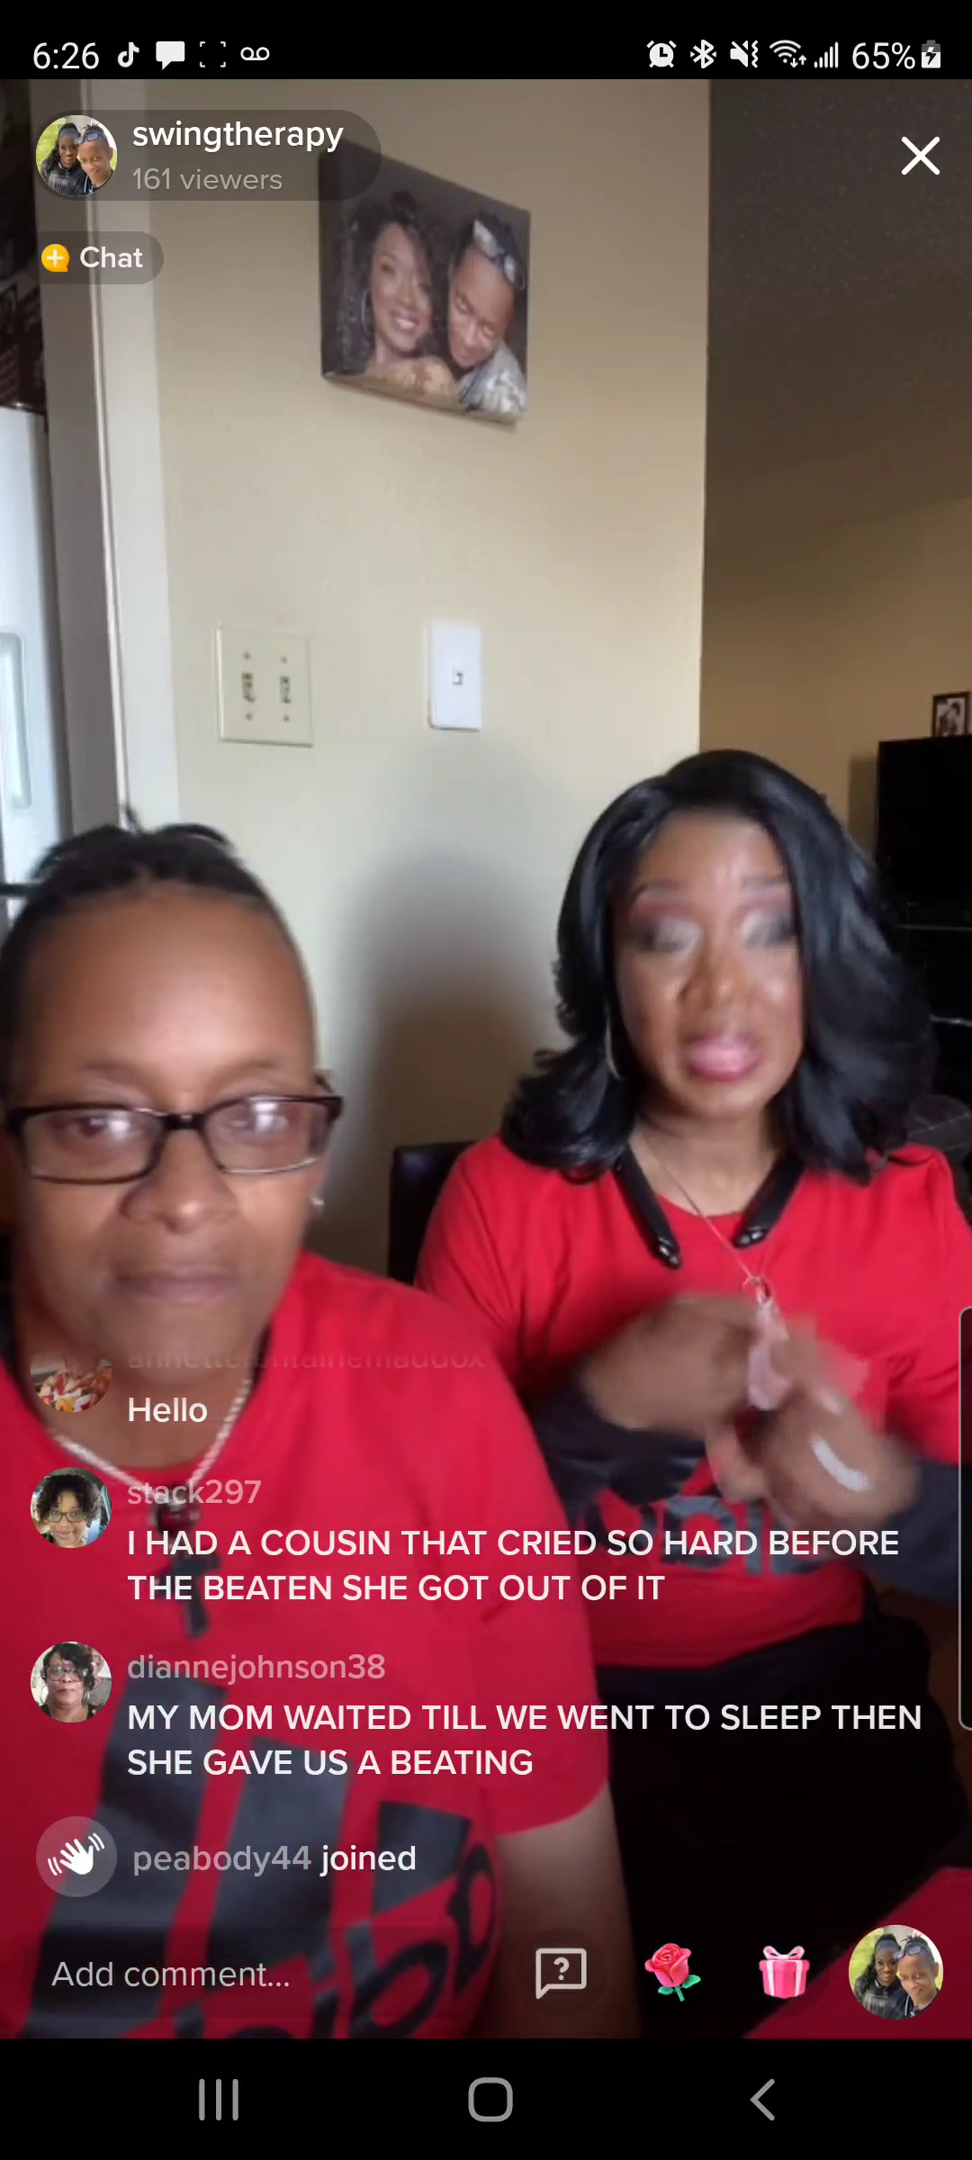 6:26
65%
swingtherapy
161 viewers
Chat
annettefontainemaddox
Hello
stack297
I HAD A COUSIN THAT CRIED SO HARD BEFORE
THE BEATEN SHE GOT OUT OF IT
diannejohnson38
MY MOM WAITED TILL WE WENT TO SLEEP THEN
SHE GAVE US A BEATING
peabody44 joined
Add comment...